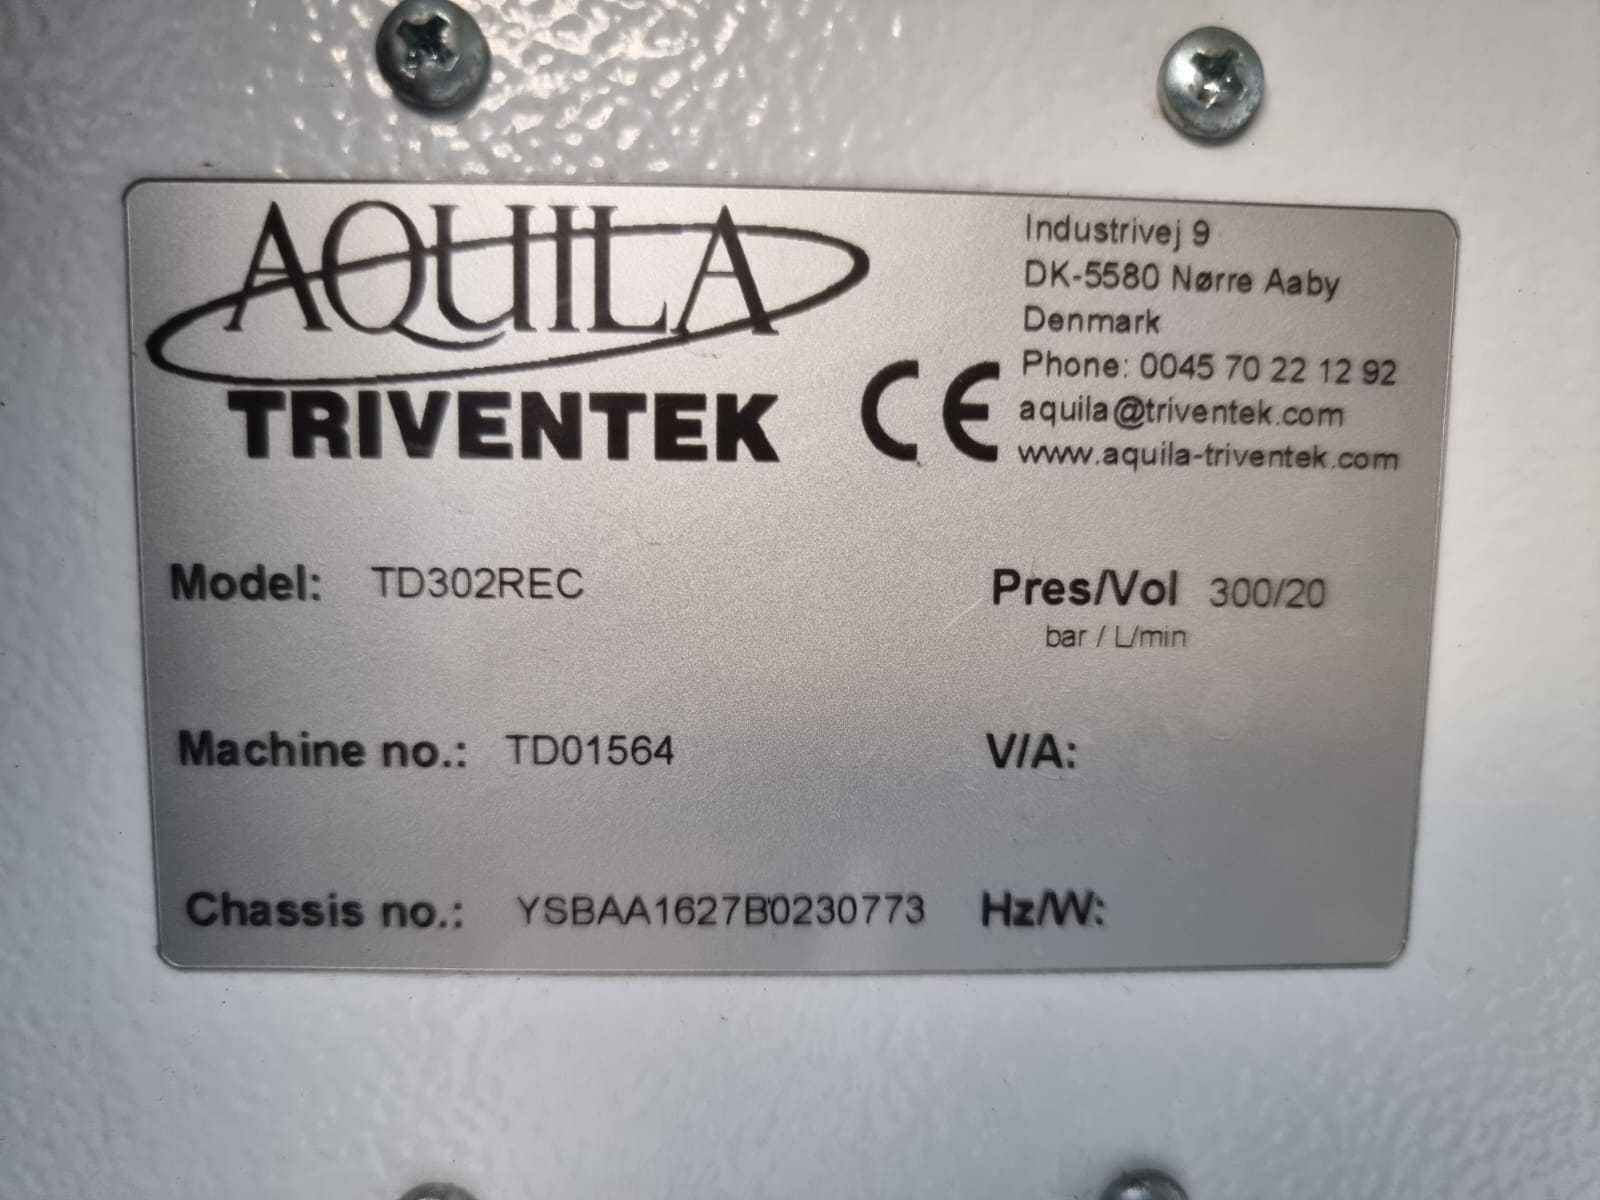 AQUILA
TRIVENTEK
CE
Industrivej 9
DK-5580 Nørre Aaby
Denmark
Phone: 0045 70 22 12 92
aquila@triventek.com
www.aquila-triventek.com
Model: TD302REC
Pres/Vol 300/20
bar / L/min
Machine no.: TD01564
V/A:
Chassis no.: YSBAA1627B0230773
Hz/W: